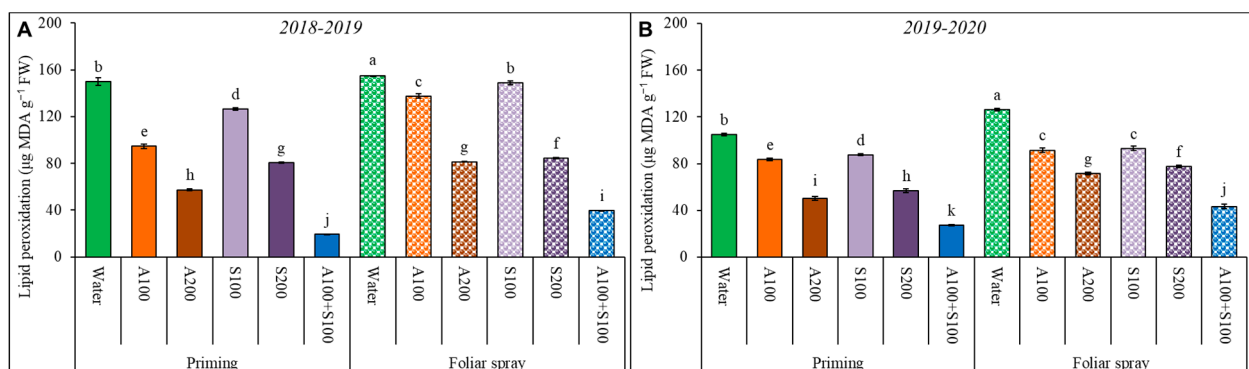 A
2018-2019
Lipid peroxidation (µg MDA g⁻¹ FW)
200
160
120
80
40
0
b
e
h
d
g
j
a
c
g
b
f
i
Water
A100
A200
S100
S200
A100+S100
Water
A100
A200
S100
S200
A100+S100
Priming
Foliar spray
B
2019-2020
Lipid peroxidation (µg MDA g⁻¹ FW)
200
160
120
80
40
0
b
e
i
d
h
k
a
c
g
c
f
j
Water
A100
A200
S100
S200
A100+S100
Water
A100
A200
S100
S200
A100+S100
Priming
Foliar spray